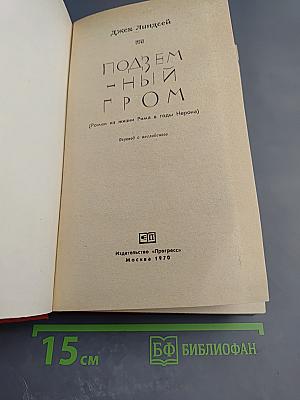 Джек Линдсей
ПОДЗЕМ
-НЫЙ
ГРОМ
(Роман из жизни Рима в годы Нерона)
Перевод с английского
Издательство «Прогресс»
Москва 1970
15 см
БФ БИБЛИОФАН